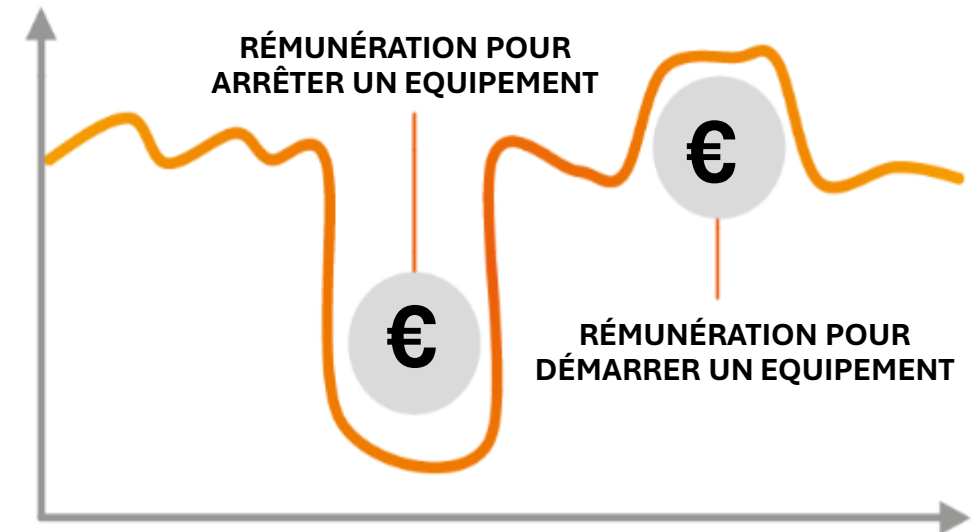 RÉMUNÉRATION POUR
ARRÊTER UN EQUIPEMENT
€
€
RÉMUNÉRATION POUR
DÉMARRER UN EQUIPEMENT